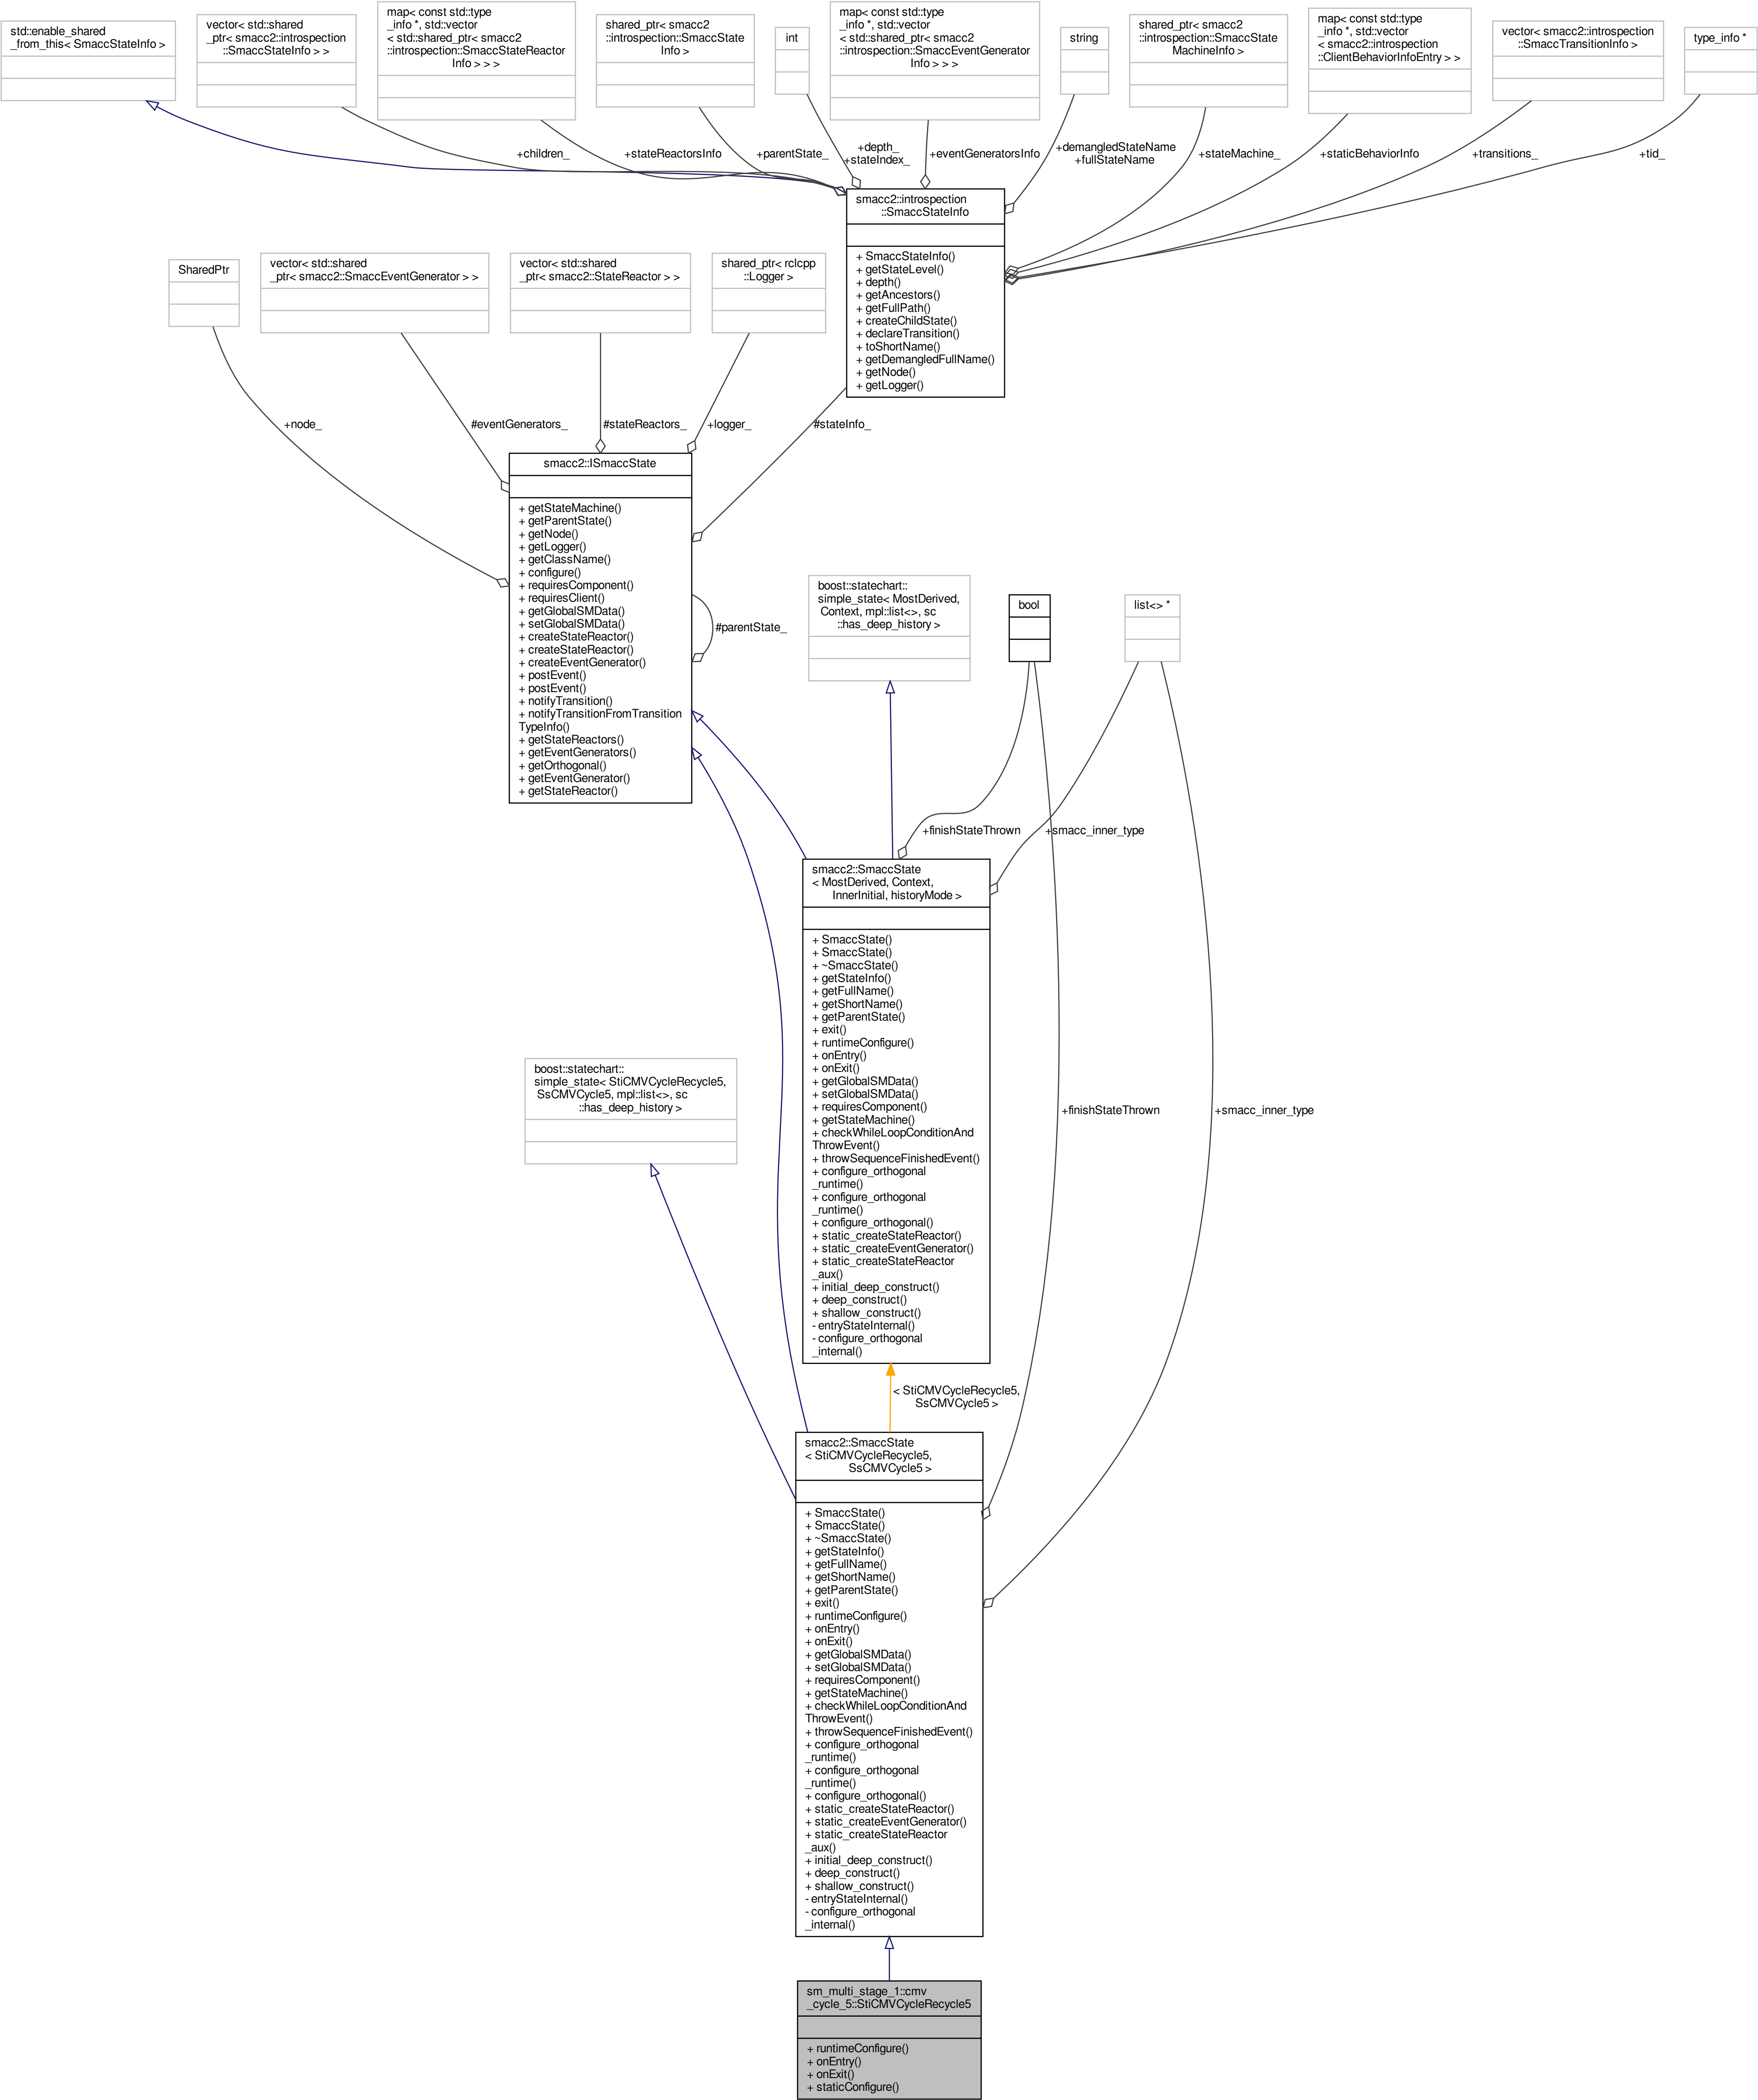 std::enable_shared
_from_this< SmaccStateInfo >
vector< std::shared
_ptr< smacc2::introspection
::SmaccStateInfo > >
map< const std::type
_info *, std::vector
< std::shared_ptr< smacc2
::introspection::SmaccStateReactor
Info > > >
shared_ptr< smacc2
::introspection::SmaccState
Info >
int
map< const std::type
_info *, std::vector
< std::shared_ptr< smacc2
::introspection::SmaccEventGenerator
Info > > >
string
shared_ptr< smacc2
::introspection::SmaccState
MachineInfo >
map< const std::type
_info *, std::vector
< smacc2::introspection
::ClientBehaviorInfoEntry > >
vector< smacc2::introspection
::SmaccTransitionInfo >
type_info *
+children_
+stateReactorsInfo
+parentState_
+depth_
+stateIndex_
+eventGeneratorsInfo
+demangledStateName
+fullStateName
+stateMachine_
+staticBehaviorInfo
+transitions_
+tid_
smacc2::introspection
::SmaccStateInfo
+ SmaccStateInfo()
+ getStateLevel()
+ depth()
+ getAncestors()
+ getFullPath()
+ createChildState()
+ declareTransition()
+ toShortName()
+ getDemangledFullName()
+ getNode()
+ getLogger()
SharedPtr
vector< std::shared
_ptr< smacc2::SmaccEventGenerator > >
vector< std::shared
_ptr< smacc2::StateReactor > >
shared_ptr< rclcpp
::Logger >
+node_
#eventGenerators_
#stateReactors_
+logger_
#stateInfo_
smacc2::ISmaccState
+ getStateMachine()
+ getParentState()
+ getNode()
+ getLogger()
+ getClassName()
+ configure()
+ requiresComponent()
+ requiresClient()
+ getGlobalSMData()
+ setGlobalSMData()
+ createStateReactor()
+ createStateReactor()
+ createEventGenerator()
+ postEvent()
+ postEvent()
+ notifyTransition()
+ notifyTransitionFromTransition
TypeInfo()
+ getStateReactors()
+ getEventGenerators()
+ getOrthogonal()
+ getEventGenerator()
+ getStateReactor()
#parentState_
boost::statechart::
simple_state< MostDerived,
Context, mpl::list<>, sc
::has_deep_history >
bool
list<> *
+finishStateThrown
+smacc_inner_type
smacc2::SmaccState
< MostDerived, Context,
InnerInitial, historyMode >
+ SmaccState()
+ SmaccState()
+ ~SmaccState()
+ getStateInfo()
+ getFullName()
+ getShortName()
+ getParentState()
+ exit()
+ runtimeConfigure()
+ onEntry()
+ onExit()
+ getGlobalSMData()
+ setGlobalSMData()
+ requiresComponent()
+ getStateMachine()
+ checkWhileLoopConditionAnd
ThrowEvent()
+ throwSequenceFinishedEvent()
+ configure_orthogonal
_runtime()
+ configure_orthogonal
_runtime()
+ configure_orthogonal()
+ static_createStateReactor()
+ static_createEventGenerator()
+ static_createStateReactor
_aux()
+ initial_deep_construct()
+ deep_construct()
+ shallow_construct()
- entryStateInternal()
- configure_orthogonal
_internal()
boost::statechart::
simple_state< StiCMVCycleRecycle5,
SsCMVCycle5, mpl::list<>, sc
::has_deep_history >
+finishStateThrown
+smacc_inner_type
< StiCMVCycleRecycle5,
SsCMVCycle5 >
smacc2::SmaccState
< StiCMVCycleRecycle5,
SsCMVCycle5 >
+ SmaccState()
+ SmaccState()
+ ~SmaccState()
+ getStateInfo()
+ getFullName()
+ getShortName()
+ getParentState()
+ exit()
+ runtimeConfigure()
+ onEntry()
+ onExit()
+ getGlobalSMData()
+ setGlobalSMData()
+ requiresComponent()
+ getStateMachine()
+ checkWhileLoopConditionAnd
ThrowEvent()
+ throwSequenceFinishedEvent()
+ configure_orthogonal
_runtime()
+ configure_orthogonal
_runtime()
+ configure_orthogonal()
+ static_createStateReactor()
+ static_createEventGenerator()
+ static_createStateReactor
_aux()
+ initial_deep_construct()
+ deep_construct()
+ shallow_construct()
- entryStateInternal()
- configure_orthogonal
_internal()
sm_multi_stage_1::cmv
_cycle_5::StiCMVCycleRecycle5
+ runtimeConfigure()
+ onEntry()
+ onExit()
+ staticConfigure()